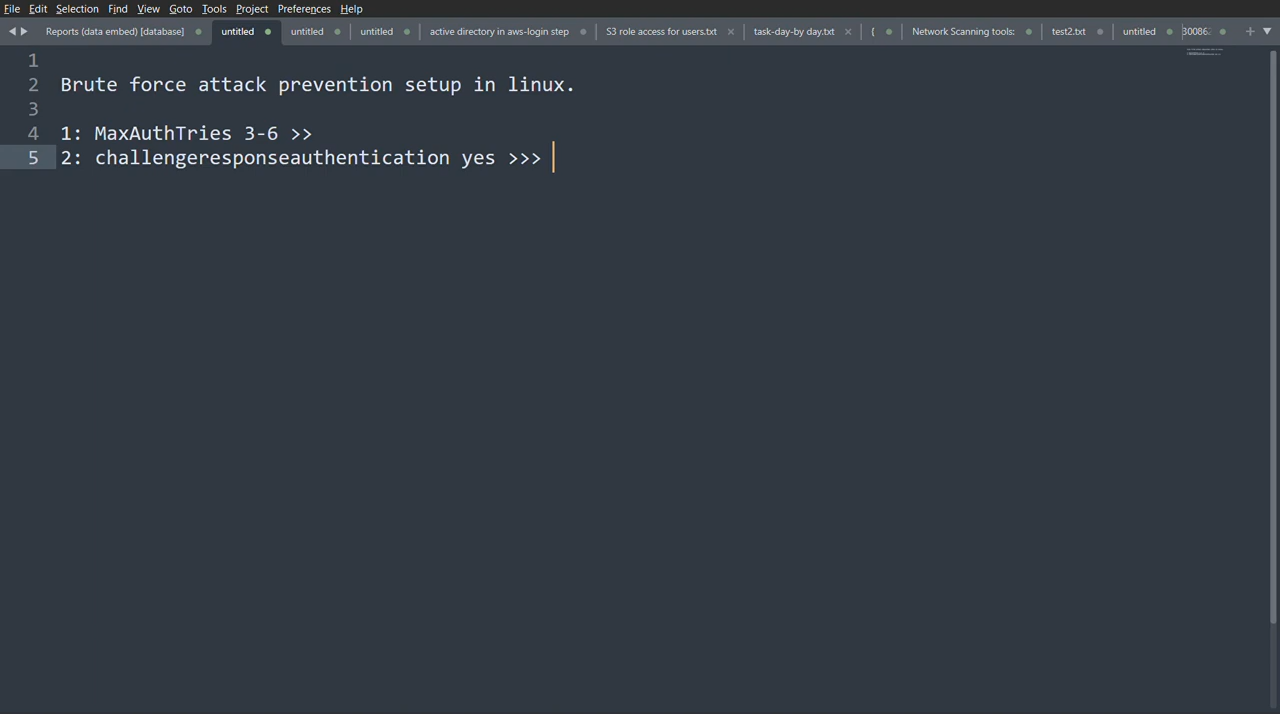 File Edit Selection Find View Goto Tools Project Preferences Help
Reports (data embed) [database] untitled untitled untitled active directory in aws-login step S3 role access for users.txt task-day-by day.txt { Network Scanning tools: test2.txt untitled
1
2 Brute force attack prevention setup in linux.
3
4 1: MaxAuthTries 3-6 >>
5 2: challengeresponseauthentication yes >>>